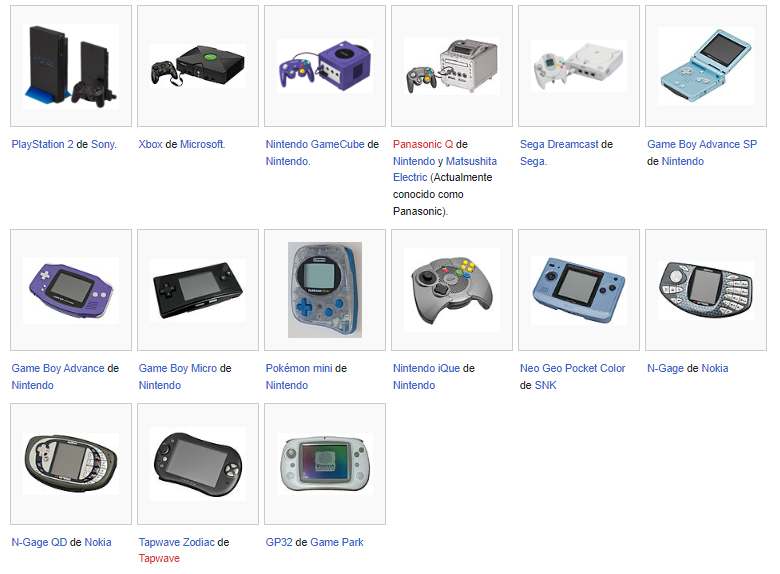 PlayStation 2 de Sony.
Xbox de Microsoft.
Nintendo GameCube de
Nintendo.
Panasonic Q de
Nintendo y Matsushita
Electric (Actualmente
conocido como
Panasonic).
Sega Dreamcast de
Sega.
Game Boy Advance SP
de Nintendo
Game Boy Advance de
Nintendo
Game Boy Micro de
Nintendo
Pokémon mini de
Nintendo
Nintendo iQue de
Nintendo
Neo Geo Pocket Color
de SNK
N-Gage de Nokia
N-Gage QD de Nokia
Tapwave Zodiac de
Tapwave
GP32 de Game Park